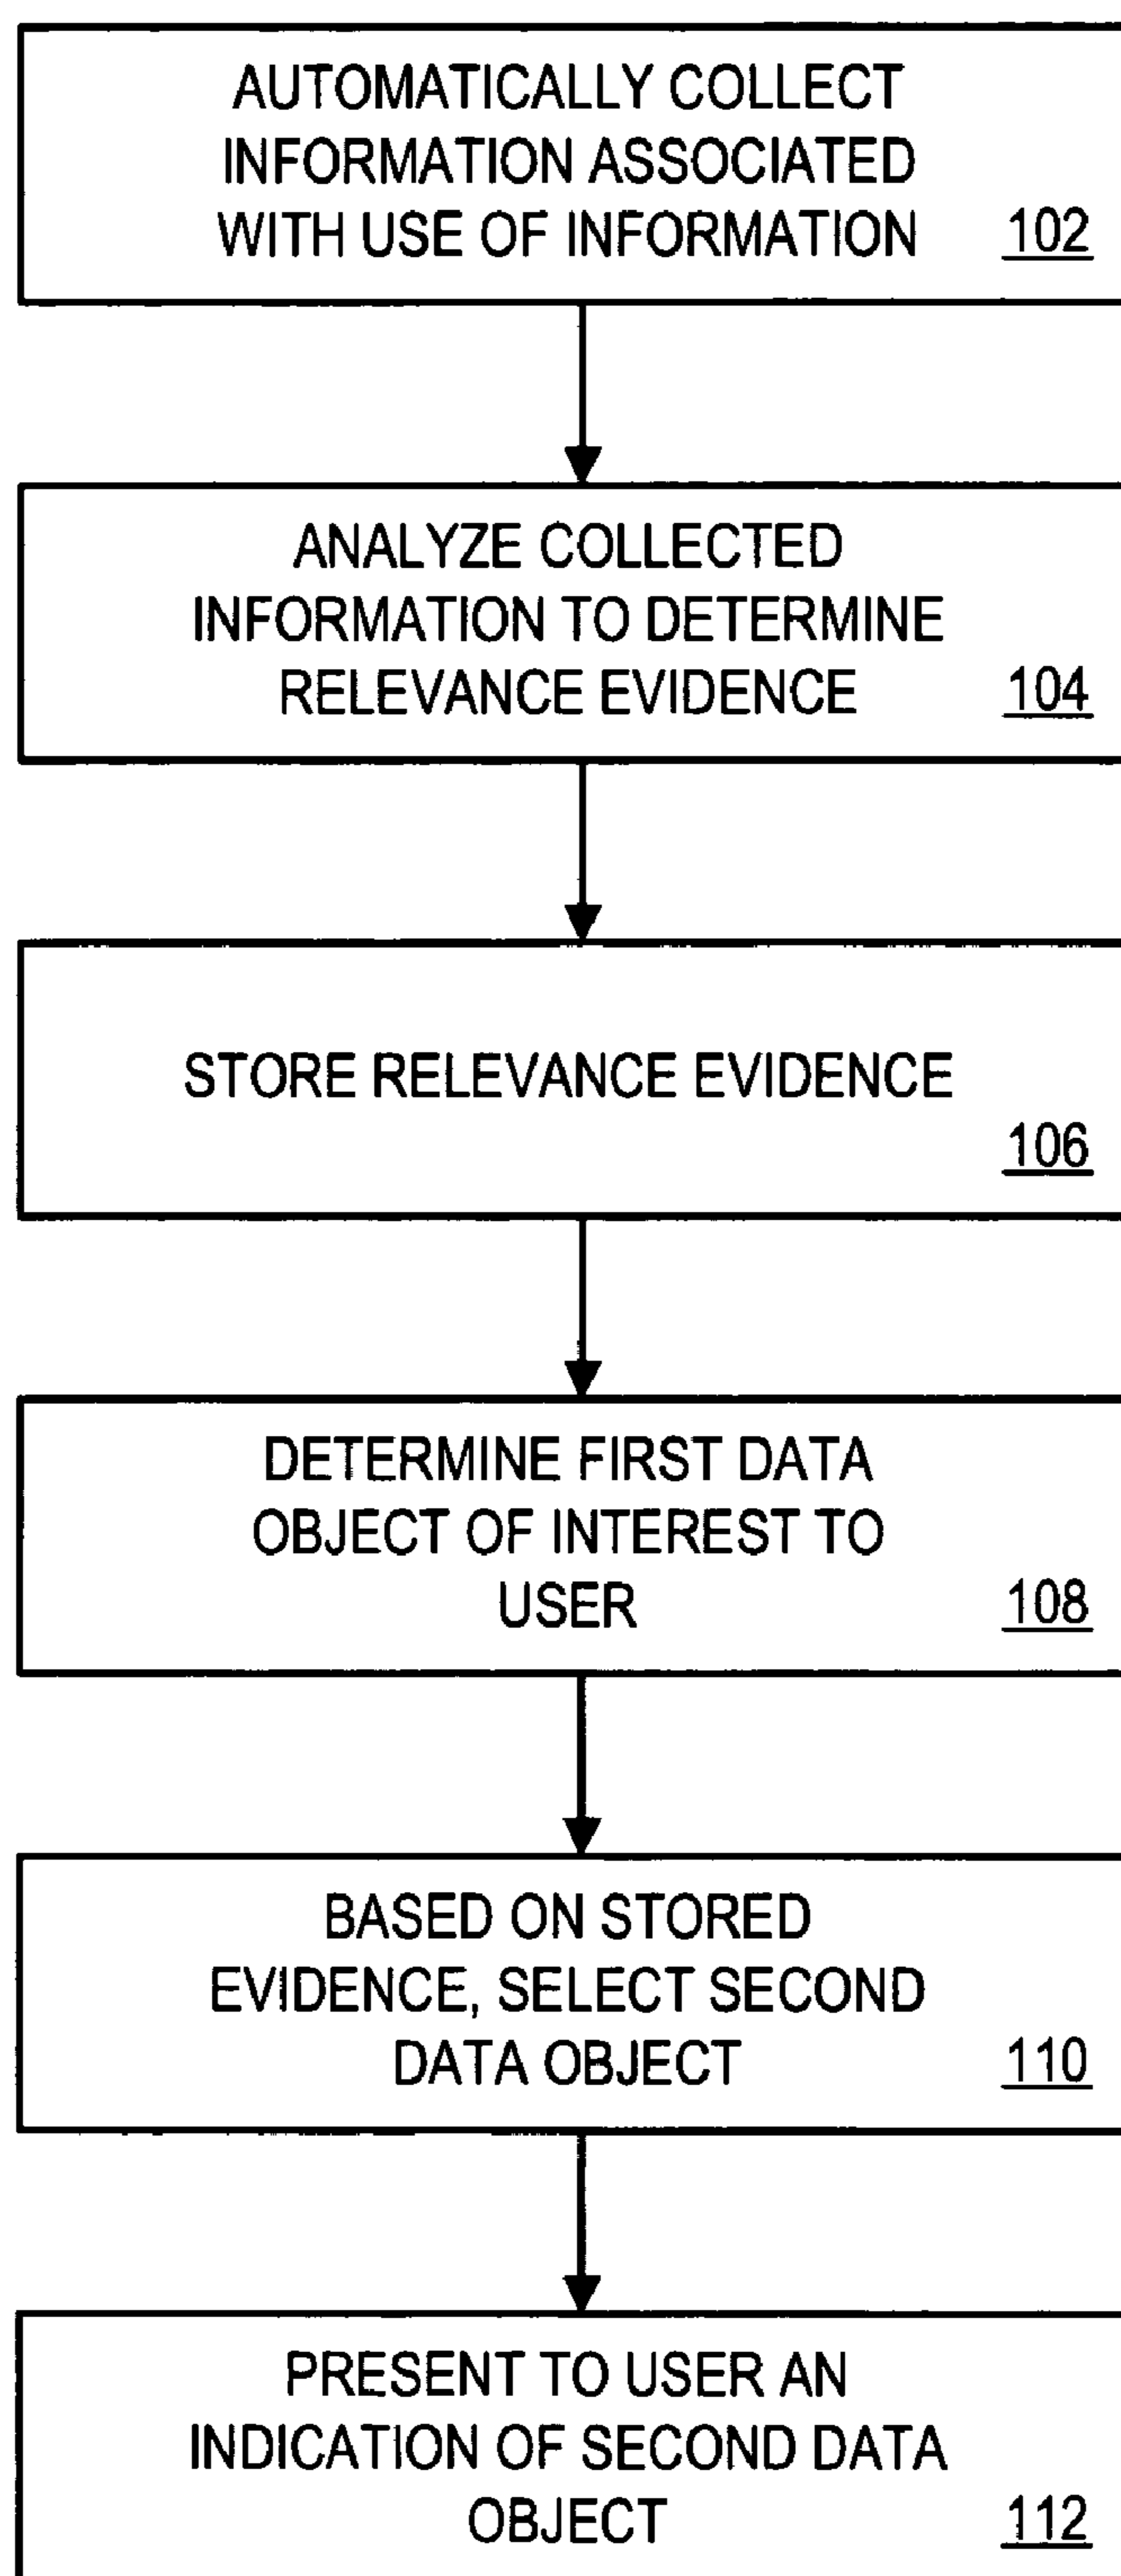 AUTOMATICALLY COLLECT
INFORMATION ASSOCIATED
WITH USE OF INFORMATION 102
ANALYZE COLLECTED
INFORMATION TO DETERMINE
RELEVANCE EVIDENCE 104
STORE RELEVANCE EVIDENCE
106
DETERMINE FIRST DATA
OBJECT OF INTEREST TO
USER 108
BASED ON STORED
EVIDENCE, SELECT SECOND
DATA OBJECT 110
PRESENT TO USER AN
INDICATION OF SECOND DATA
OBJECT 112